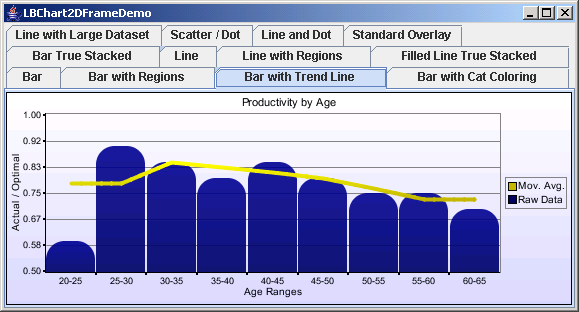 LBChart2DFrameDemo
Line with Large Dataset Scatter / Dot Line and Dot Standard Overlay
Bar True Stacked Line Line with Regions Filled Line True Stacked
Bar Bar with Regions Bar with Trend Line Bar with Cat Coloring
Productivity by Age
1.00
0.92
0.83
0.75
0.67
0.58
0.50
Actual / Optimal
Mov. Avg.
Raw Data
20-25 25-30 30-35 35-40 40-45 45-50 50-55 55-60 60-65
Age Ranges